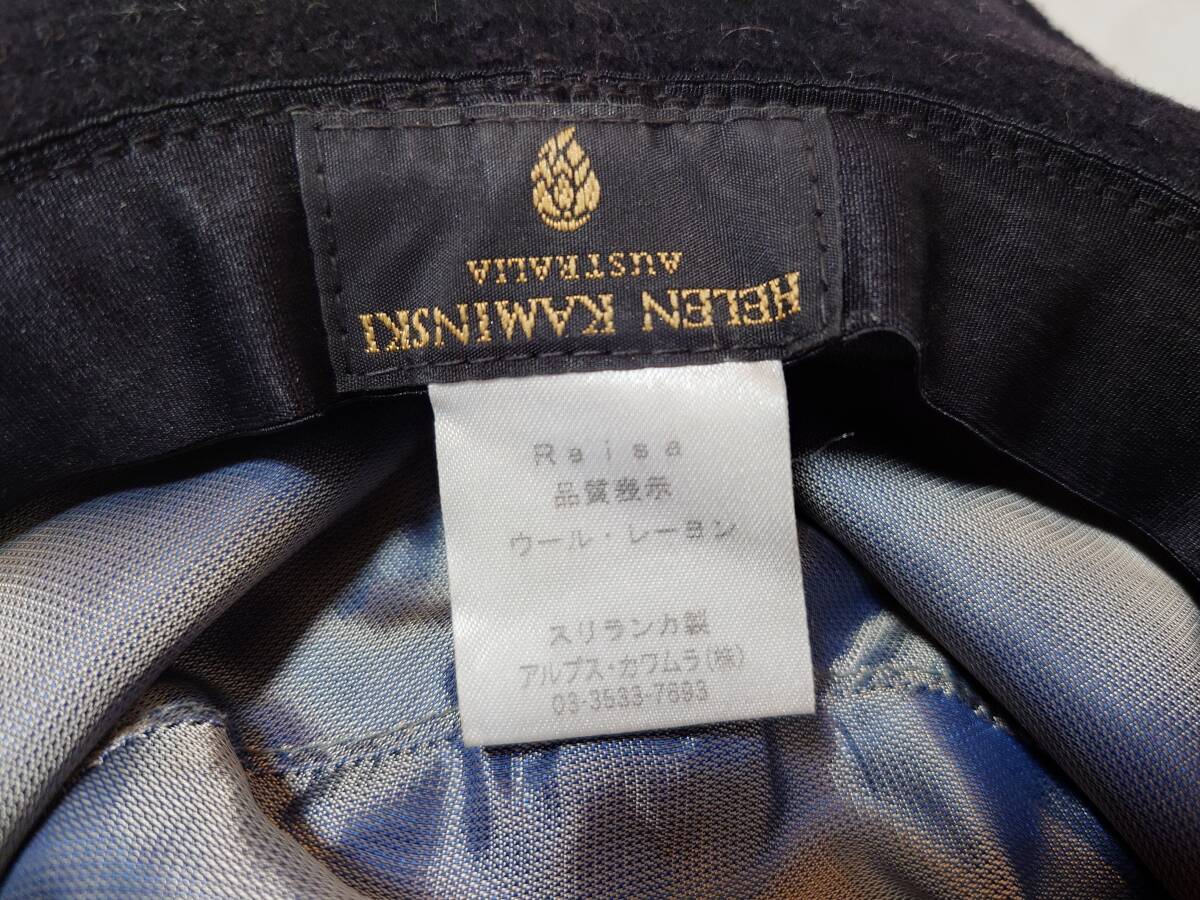 HELEN KAMINSKI
AUSTRALIA
Raisa
品質表示
ウール・レーヨン
スリランカ製
アルプス・カワムラ(株)
03-3533-7693